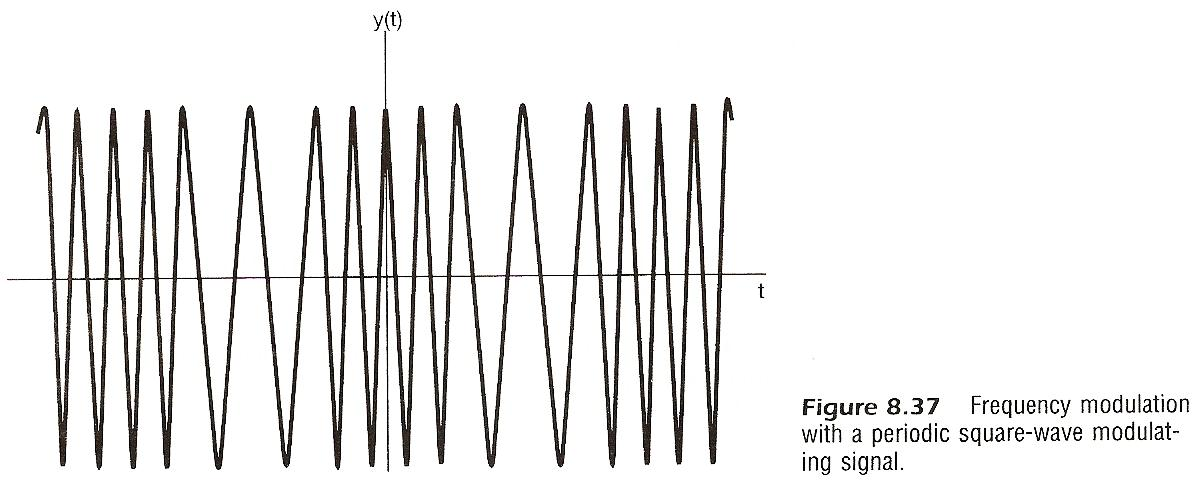 y(t)
t
Figure 8.37 Frequency modulation
with a periodic square-wave modulat-
ing signal.